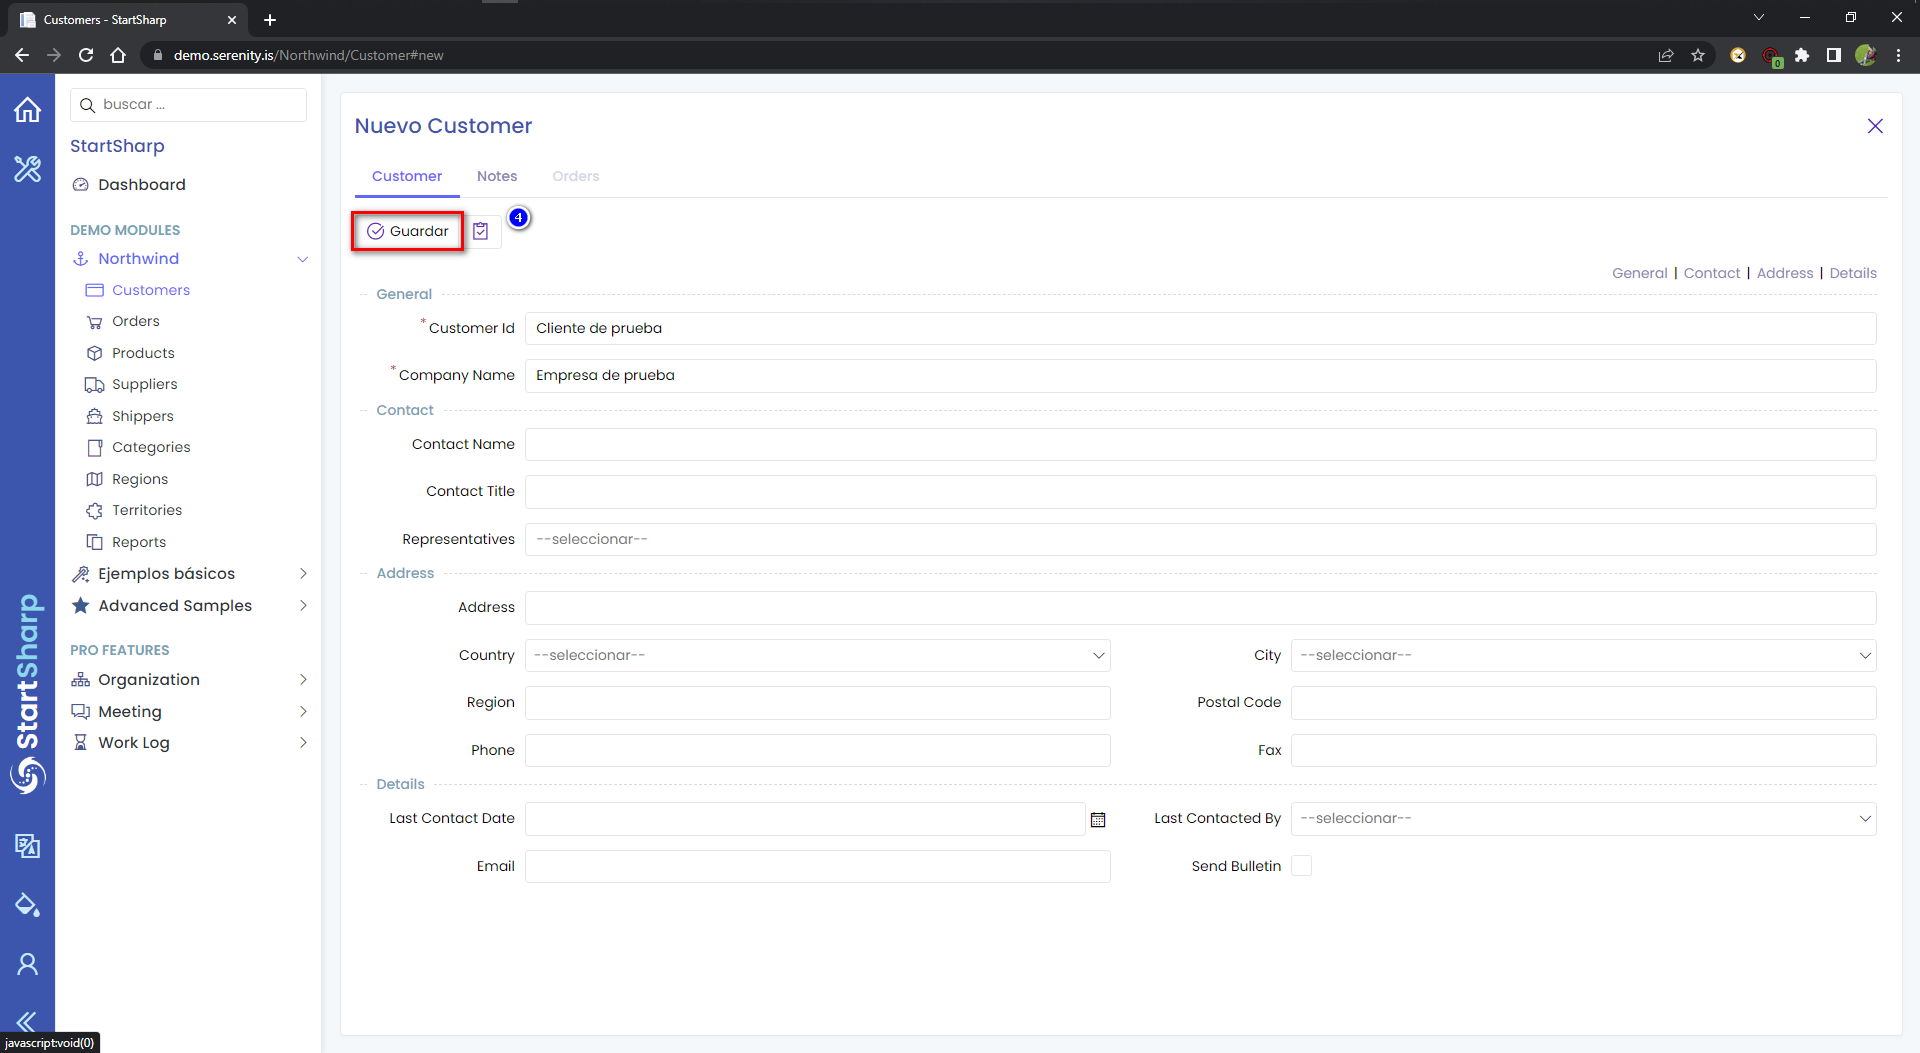 Customers - StartSharp
demo.serenity.is/Northwind/Customer#new
0
buscar ...
StartSharp
Dashboard
DEMO MODULES
Northwind
Customers
Orders
Products
Suppliers
Shippers
Categories
Regions
Territories
Reports
Ejemplos básicos
Advanced Samples
PRO FEATURES
Organization
Meeting
Work Log
StartSharp
javascript:void(0)
Nuevo Customer
Customer Notes Orders
Guardar
4
General | Contact | Address | Details
General
*Customer Id Cliente de prueba
*Company Name Empresa de prueba
Contact
Contact Name
Contact Title
Representatives --seleccionar--
Address
Address
Country --seleccionar-- City --seleccionar--
Region Postal Code
Phone Fax
Details
Last Contact Date Last Contacted By --seleccionar--
Email Send Bulletin